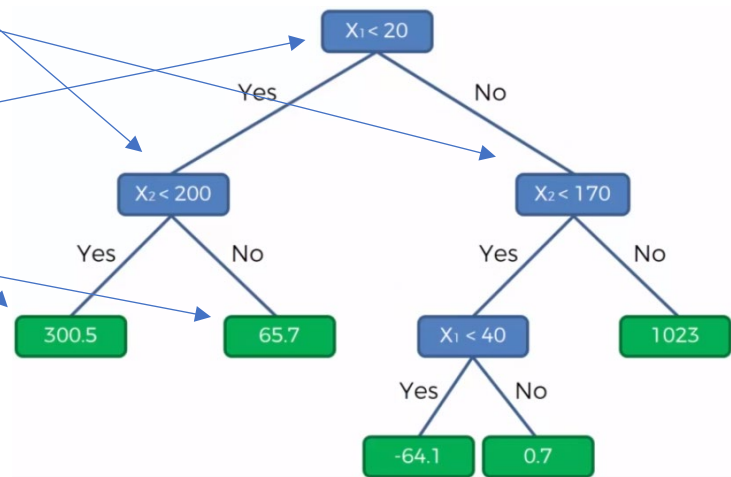 X1 < 20
Yes
No
X2 < 200
X2 < 170
Yes
No
Yes
No
300.5
65.7
X1 < 40
1023
Yes
No
-64.1
0.7